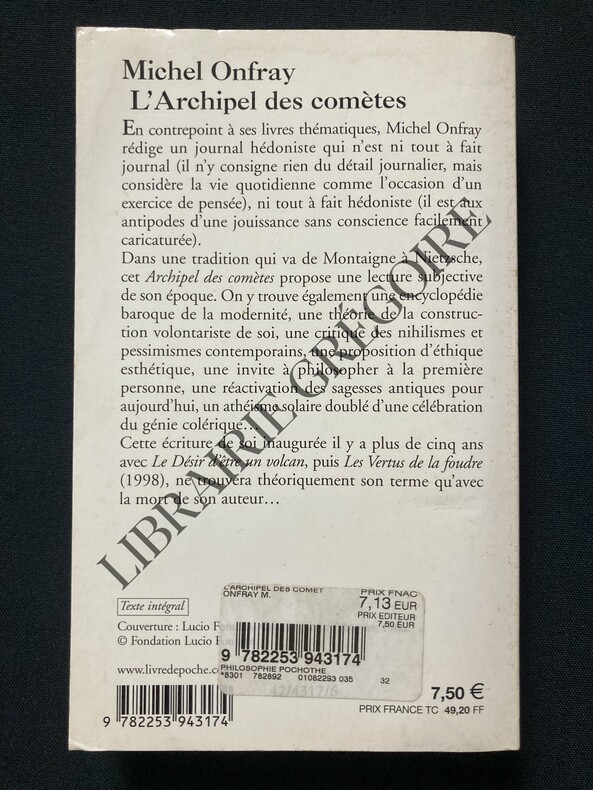 Michel Onfray
L'Archipel des comètes
En contrepoint à ses livres thématiques, Michel Onfray
rédige un journal hédoniste qui n'est ni tout à fait
journal (il n'y consigne rien du détail journalier, mais
considère la vie quotidienne comme l'occasion d'un
exercice de pensée), ni tout à fait hédoniste (il est aux
antipodes d'une jouissance sans conscience facilement
caricaturée).
Dans une tradition qui va de Montaigne à Nietzsche,
cet Archipel des comètes propose une lecture subjective
de son époque. On y trouve également une encyclopédie
baroque de la modernité, une théorie de la construc-
tion volontariste de soi, une critique des nihilismes et
pessimismes contemporains, une proposition d'éthique
esthétique, une invite à philosopher à la première
personne, une réactivation des sagesses antiques pour
aujourd'hui, un athéisme solaire doublé d'une célébration
du génie colérique…
Cette écriture de soi inaugurée il y a plus de cinq ans
avec Le Désir d'être un volcan, puis Les Vertus de la foudre
(1998), ne trouvera théoriquement son terme qu'avec
la mort de son auteur…
LIBRAIRIE GRÉGOIRE
Texte intégral
Couverture : Lucio
© Fondation Lucio
www.livredepoche.c
L'ARCHIPEL DES COMET
ONFRAY M.
PRIX FNAC
7,13 EUR
PRIX EDITEUR
7,50 EUR
9 782253 943174
PHILOSOPHIE POCHOTHE
*8301 782892 01082293 035 32
42/4317/6
9 782253 943174
7,50 €
PRIX FRANCE TC 49,20 FF